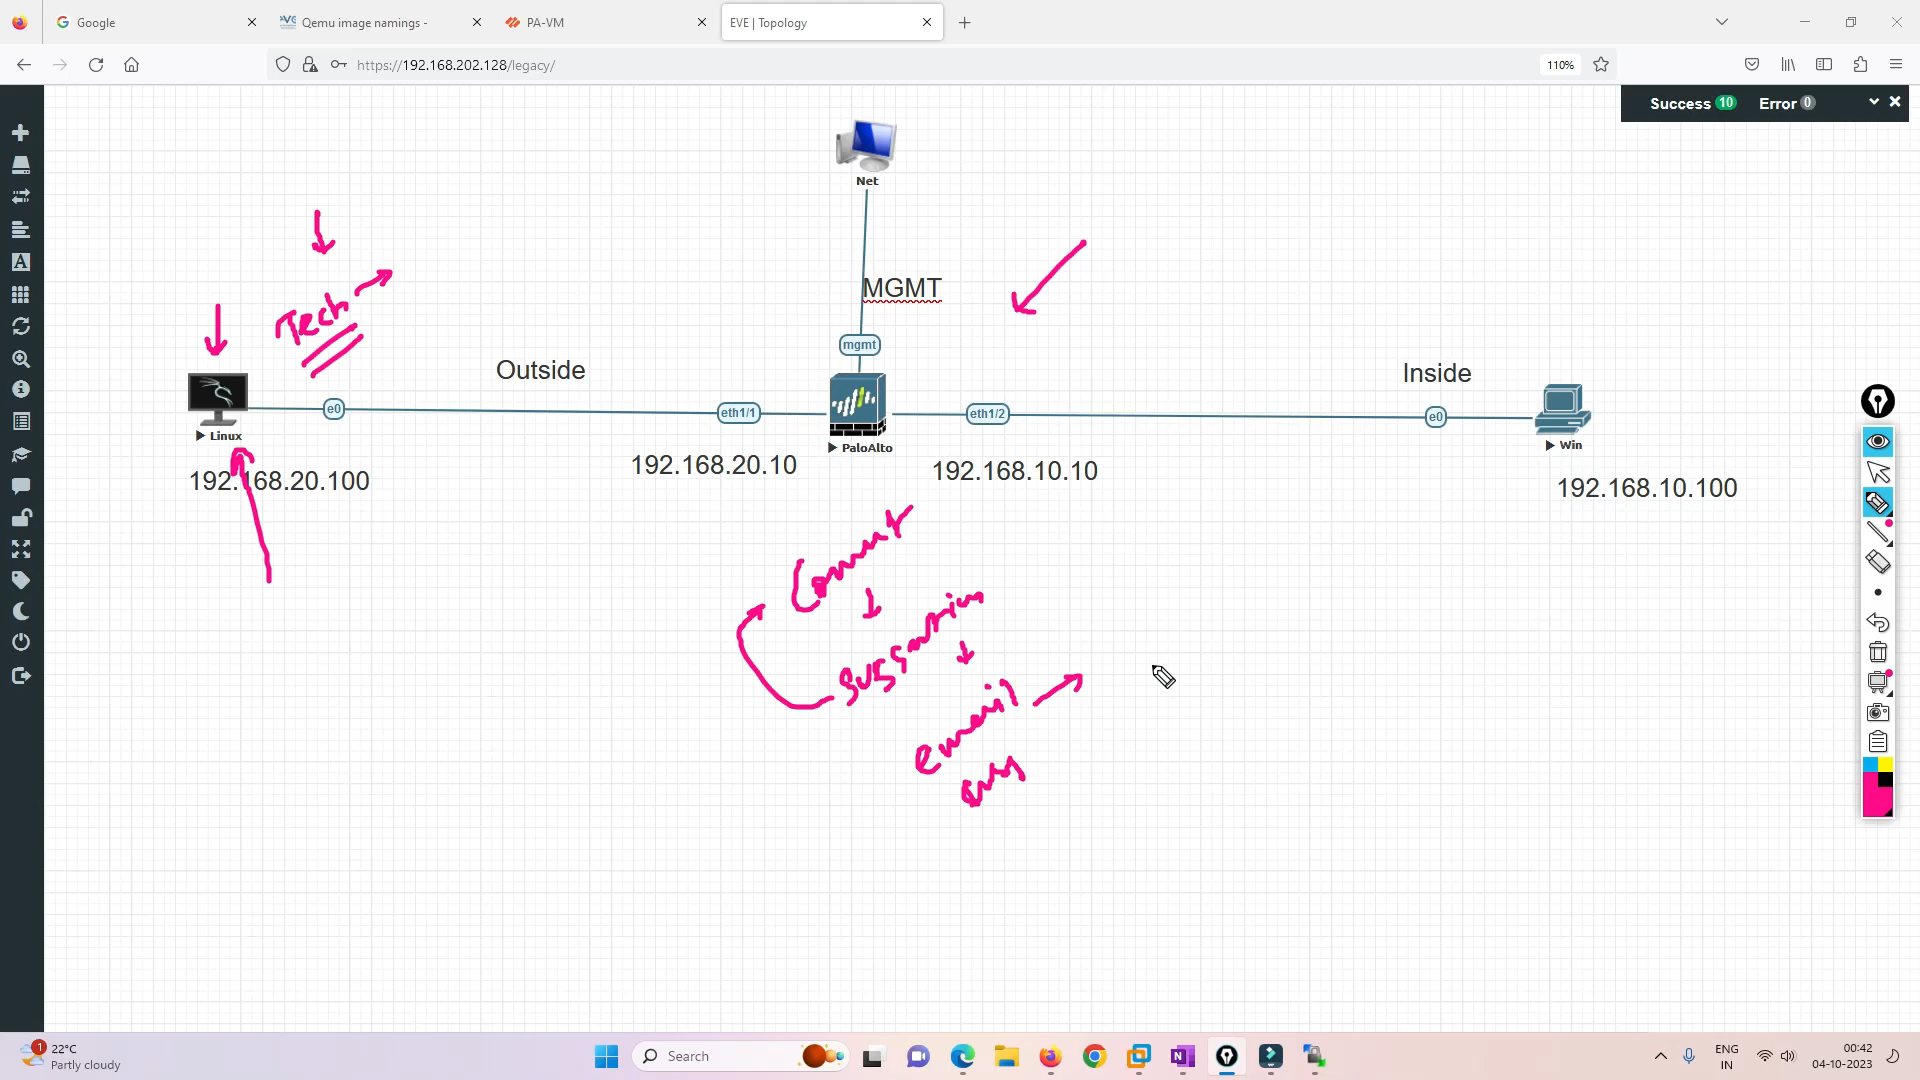 Google
Qemu image namings -
PA-VM
EVE | Topology
https://192.168.202.128/legacy/
110%
Success 10 Error 0
Net
MGMT
mgmt
Tech
Outside
Inside
e0
eth1/1
eth1/2
e0
Linux
PaloAlto
Win
192.168.20.100
192.168.20.10
192.168.10.10
192.168.10.100
email
1
22°C
Partly cloudy
Search
ENG
IN
00:42
04-10-2023